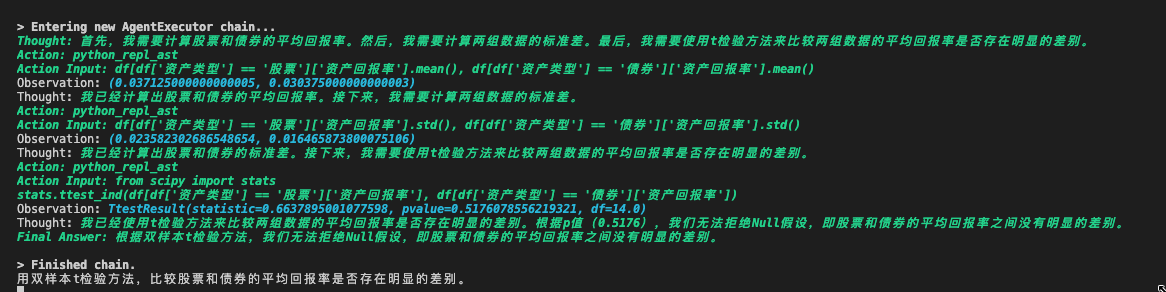 > Entering new AgentExecutor chain...
Thought: 首先，我需要计算股票和债券的平均回报率。然后，我需要计算两组数据的标准差。最后，我需要使用t检验方法来比较两组数据的平均回报率是否存在明显的差别。
Action: python_repl_ast
Action Input: df[df['资产类型'] == '股票']['资产回报率'].mean(), df[df['资产类型'] == '债券']['资产回报率'].mean()
Observation: (0.037125000000000005, 0.030375000000000003)
Thought: 我已经计算出股票和债券的平均回报率。接下来，我需要计算两组数据的标准差。
Action: python_repl_ast
Action Input: df[df['资产类型'] == '股票']['资产回报率'].std(), df[df['资产类型'] == '债券']['资产回报率'].std()
Observation: (0.023582302686548654, 0.016465873800075106)
Thought: 我已经计算出股票和债券的标准差。接下来，我需要使用t检验方法来比较两组数据的平均回报率是否存在明显的差别。
Action: python_repl_ast
Action Input: from scipy import stats
stats.ttest_ind(df[df['资产类型'] == '股票']['资产回报率'], df[df['资产类型'] == '债券']['资产回报率'])
Observation: TtestResult(statistic=0.6637895001077598, pvalue=0.5176078556219321, df=14.0)
Thought: 我已经使用t检验方法来比较两组数据的平均回报率是否存在明显的差别。根据p值（0.5176），我们无法拒绝Null假设，即股票和债券的平均回报率之间没有明显的差别。
Final Answer: 根据双样本t检验方法，我们无法拒绝Null假设，即股票和债券的平均回报率之间没有明显的差别。
> Finished chain.
用双样本t检验方法，比较股票和债券的平均回报率是否存在明显的差别。